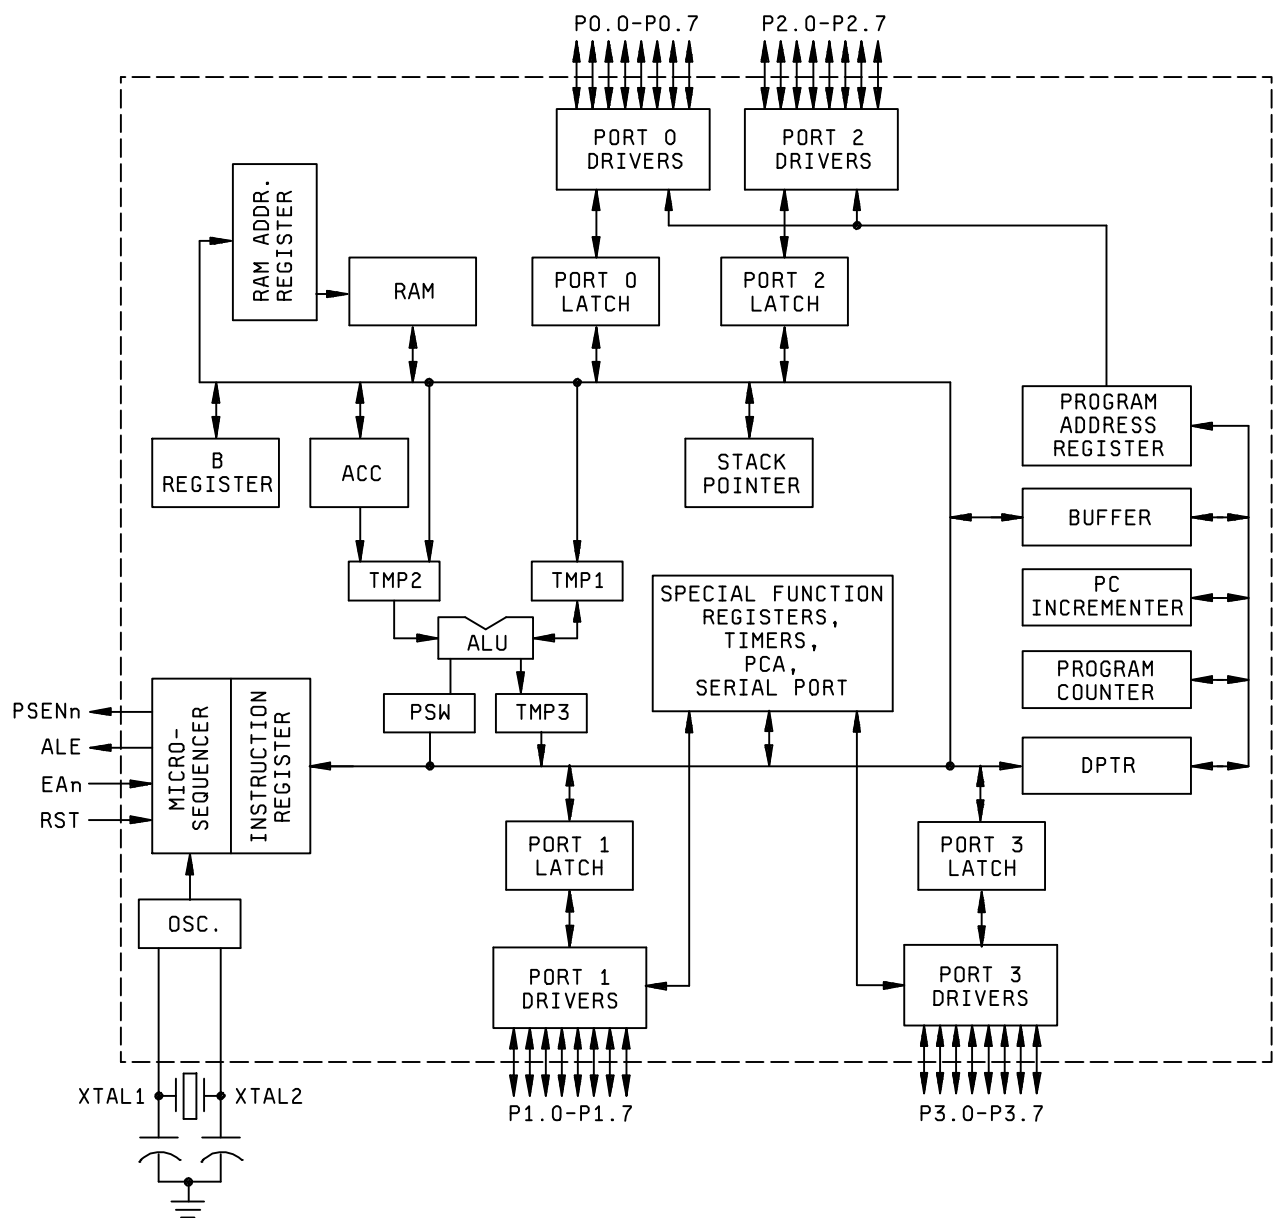 P0.0-P0.7
P2.0-P2.7
PORT 0
DRIVERS
PORT 2
DRIVERS
RAM ADDR.
REGISTER
RAM
PORT 0
LATCH
PORT 2
LATCH
PROGRAM
ADDRESS
REGISTER
B
REGISTER
ACC
STACK
POINTER
BUFFER
TMP2
TMP1
SPECIAL FUNCTION
REGISTERS,
TIMERS,
PCA,
SERIAL PORT
PC
INCREMENTER
ALU
PROGRAM
COUNTER
PSW
TMP3
PSENn
ALE
EAn
RST
MICRO-
SEQUENCER
INSTRUCTION
REGISTER
DPTR
PORT 1
LATCH
PORT 3
LATCH
OSC.
PORT 1
DRIVERS
PORT 3
DRIVERS
XTAL1
XTAL2
P1.0-P1.7
P3.0-P3.7